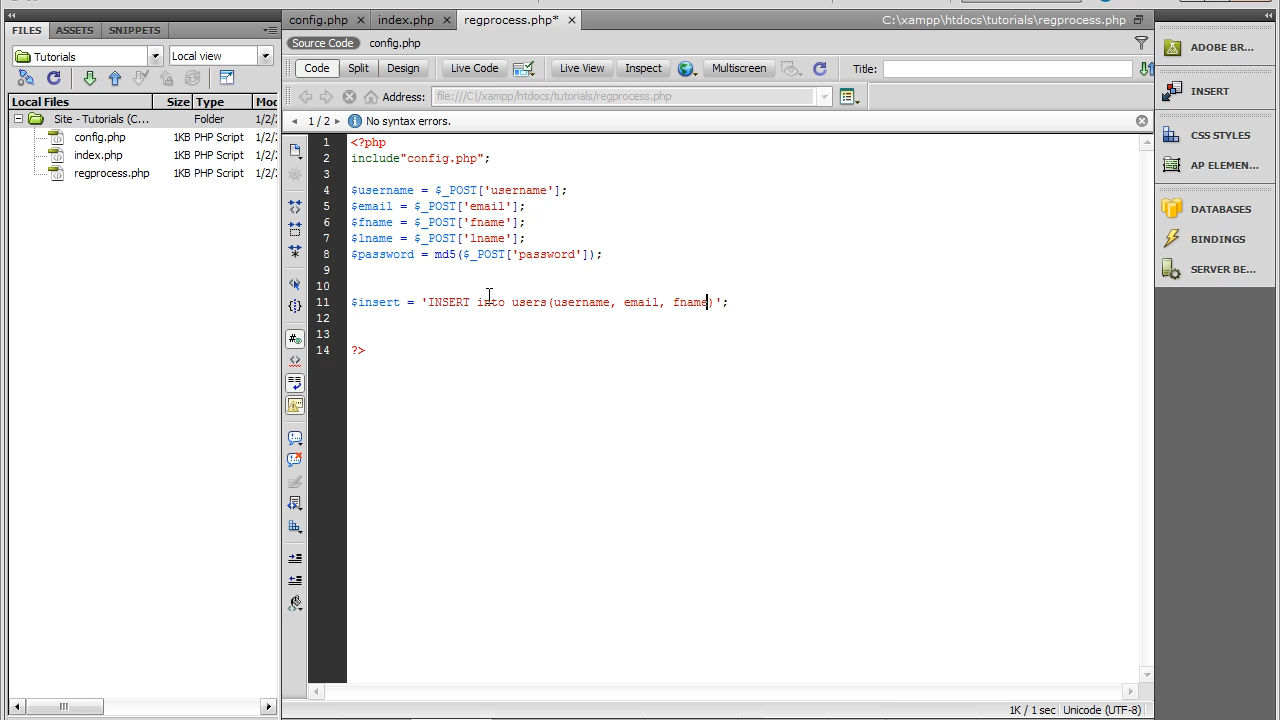 config.php
index.php
regprocess.php*
C:\xampp\htdocs\tutorials\regprocess.php
FILES
ASSETS
SNIPPETS
Source Code
config.php
Tutorials
Local view
Code
Split
Design
Live Code
Live View
Inspect
Multiscreen
Title:
Address:
file:///C|/xampp/htdocs/tutorials/regprocess.php
1 / 2
No syntax errors.
Local Files
Size
Type
Mod
Site - Tutorials (C...
Folder
1/2/
config.php
1KB
PHP Script
1/2/
index.php
1KB
PHP Script
1/2/
regprocess.php
1KB
PHP Script
1/2/
1 <?php
2 include"config.php";
3
4 $username = $_POST['username'];
5 $email = $_POST['email'];
6 $fname = $_POST['fname'];
7 $lname = $_POST['lname'];
8 $password = md5($_POST['password']);
9
10
11 $insert = 'INSERT into users(username, email, fname)';
12
13
14 ?>
ADOBE BR...
INSERT
CSS STYLES
AP ELEMEN...
DATABASES
BINDINGS
SERVER BE...
1K / 1 sec
Unicode (UTF-8)